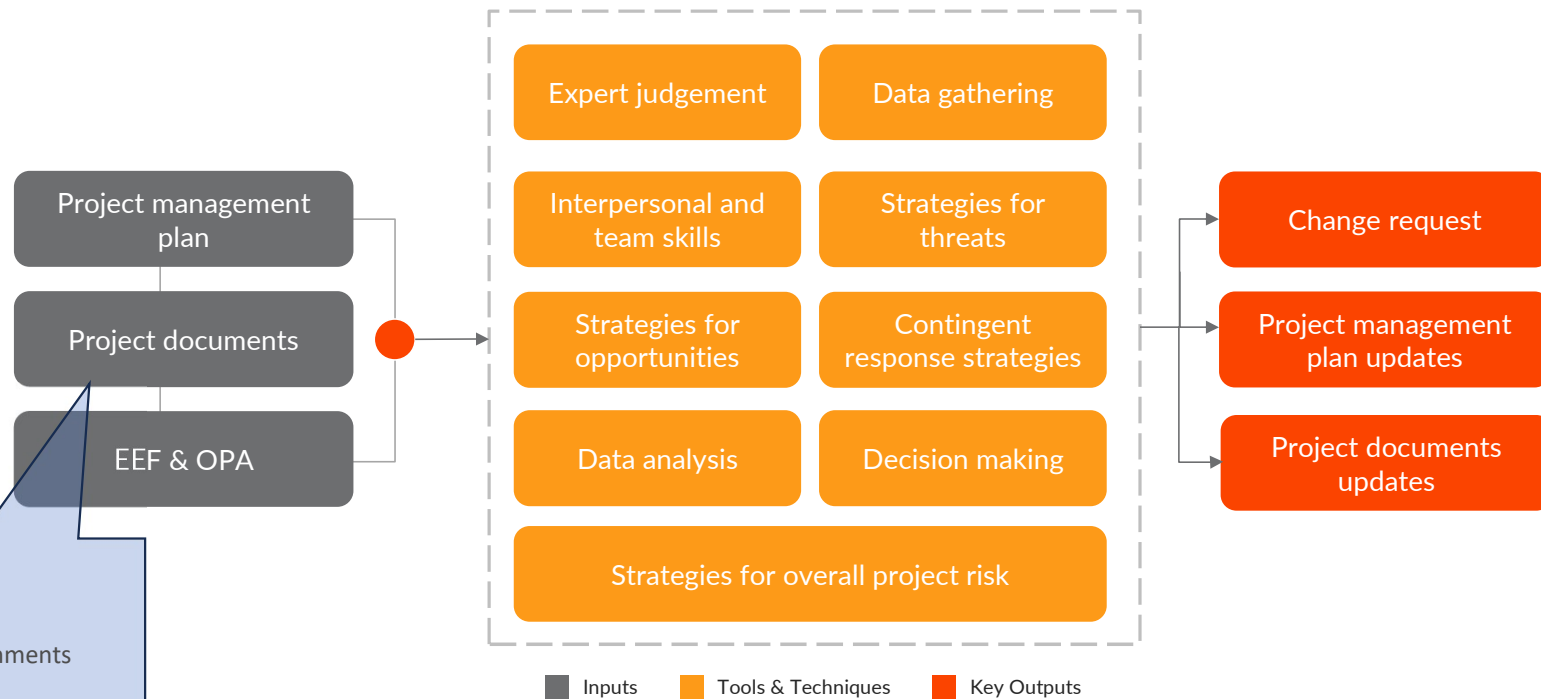 Expert judgement
Data gathering
Project management
plan
Interpersonal and
team skills
Strategies for
threats
Change request
Project documents
Strategies for
opportunities
Contingent
response strategies
Project management
plan updates
EEF & OPA
Data analysis
Decision making
Project documents
updates
Strategies for overall project risk
Inputs
Tools & Techniques
Key Outputs